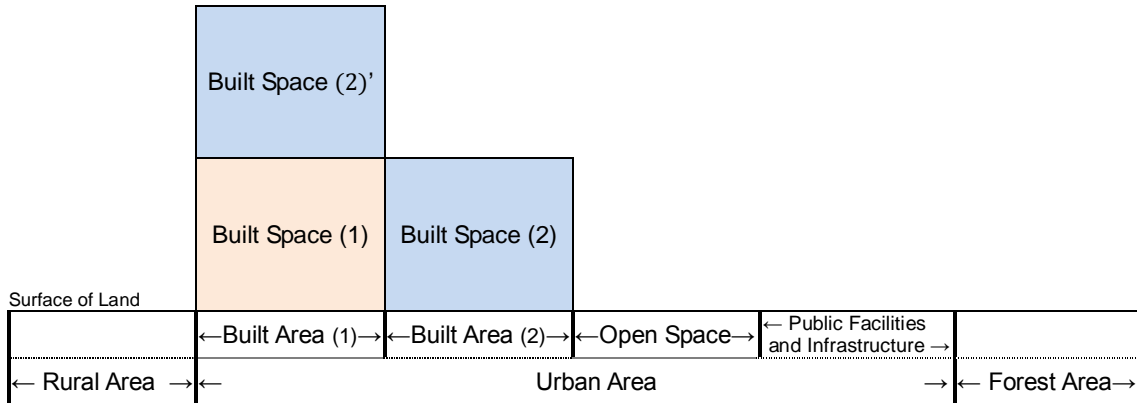 Built Space (2)’
Built Space (1)
Built Space (2)
Surface of Land
←Built Area (1)→
←Built Area (2)→
←Open Space→
← Public Facilities
and Infrastructure →
← Rural Area →
← Urban Area →
← Forest Area→